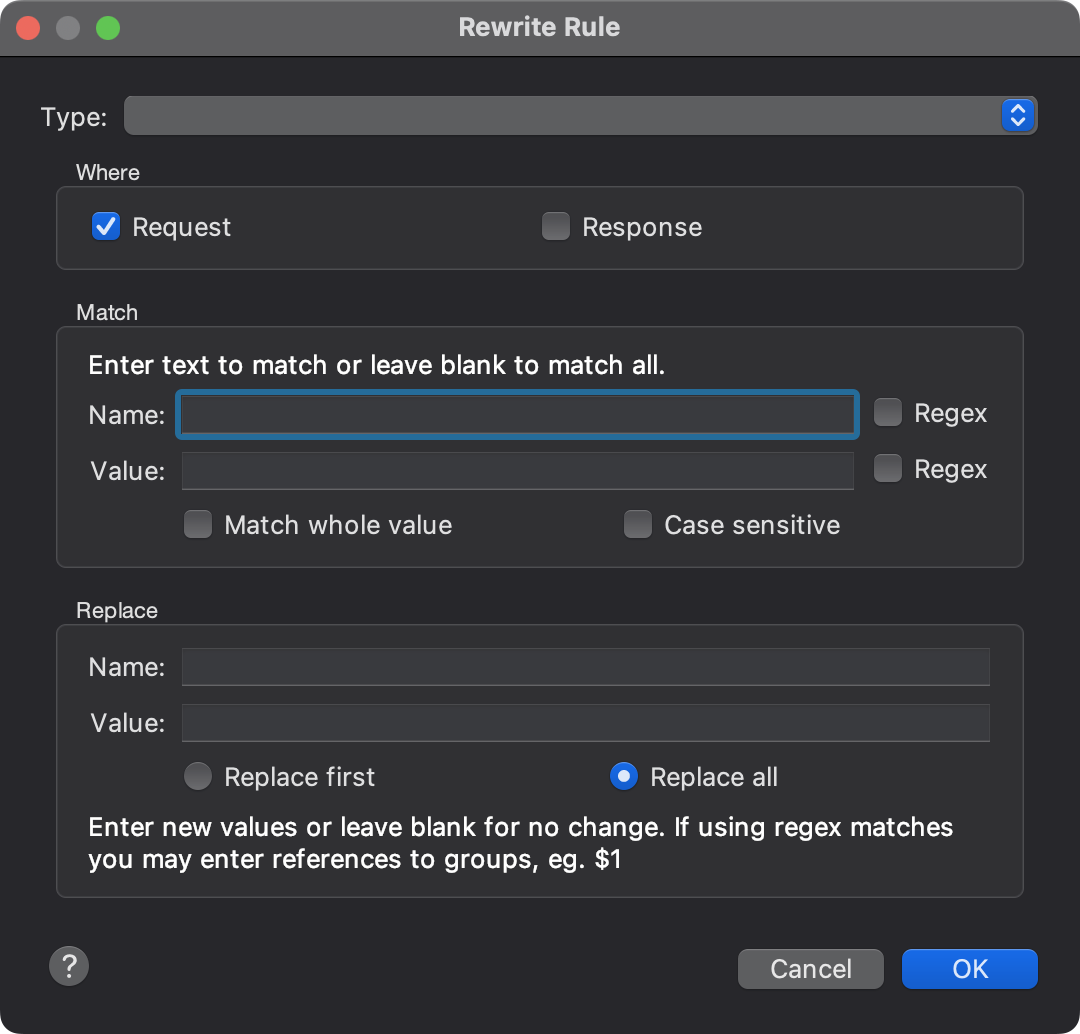 Rewrite Rule
Type:
Where
Request Response
Match
Enter text to match or leave blank to match all.
Name: Regex
Value: Regex
Match whole value Case sensitive
Replace
Name:
Value:
Replace first Replace all
Enter new values or leave blank for no change. If using regex matches
you may enter references to groups, eg. $1
? Cancel OK